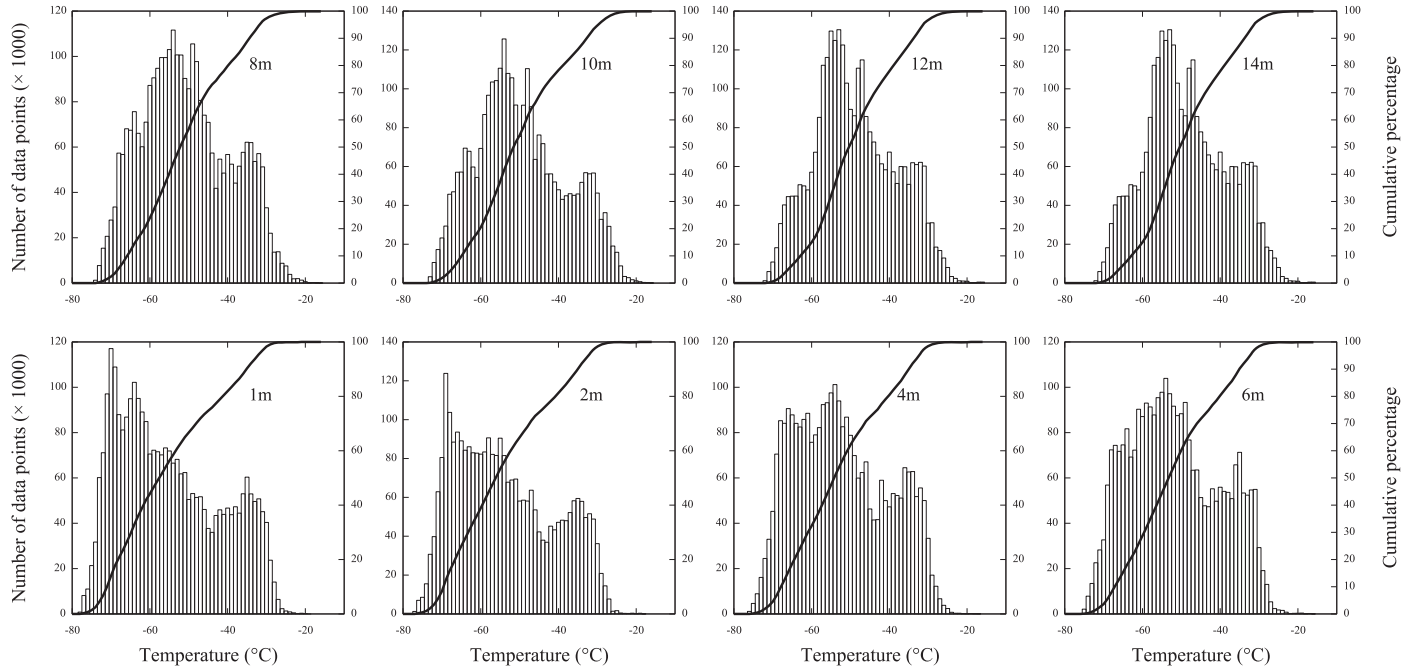 120 100 140 100 140 100 140 100
90 90 90 90
100 120 120 120
80 80 80 80
8m 10m 12m 14m
70 100 70 100 70 100 70
80
60 60 60 60
80 80 80
60 50 50 50 50
60 60 60
40 40 40 40
40
30 40 30 40 30 40 30
20 20 20 20
20 20 20 20
10 10 10 10
0 0 0 0 0 0 0 0
-80 -60 -40 -20 -80 -60 -40 -20 -80 -60 -40 -20 -80 -60 -40 -20
Number of data points (× 1000)
Cumulative percentage
120 100 140 100 120 100 120 100
100 120 100 100
80 80 80 80
1m 2m 4m 6m
80 100 80 80
60 80 60 60 60
60 60 60
60
40 40 40 40
40 40 40 40
20 20 20 20
20 20 20 20
0 0 0 0 0 0 0 0
-80 -60 -40 -20 -80 -60 -40 -20 -80 -60 -40 -20 -80 -60 -40 -20
Number of data points (× 1000)
Cumulative percentage
Temperature (°C) Temperature (°C) Temperature (°C) Temperature (°C)